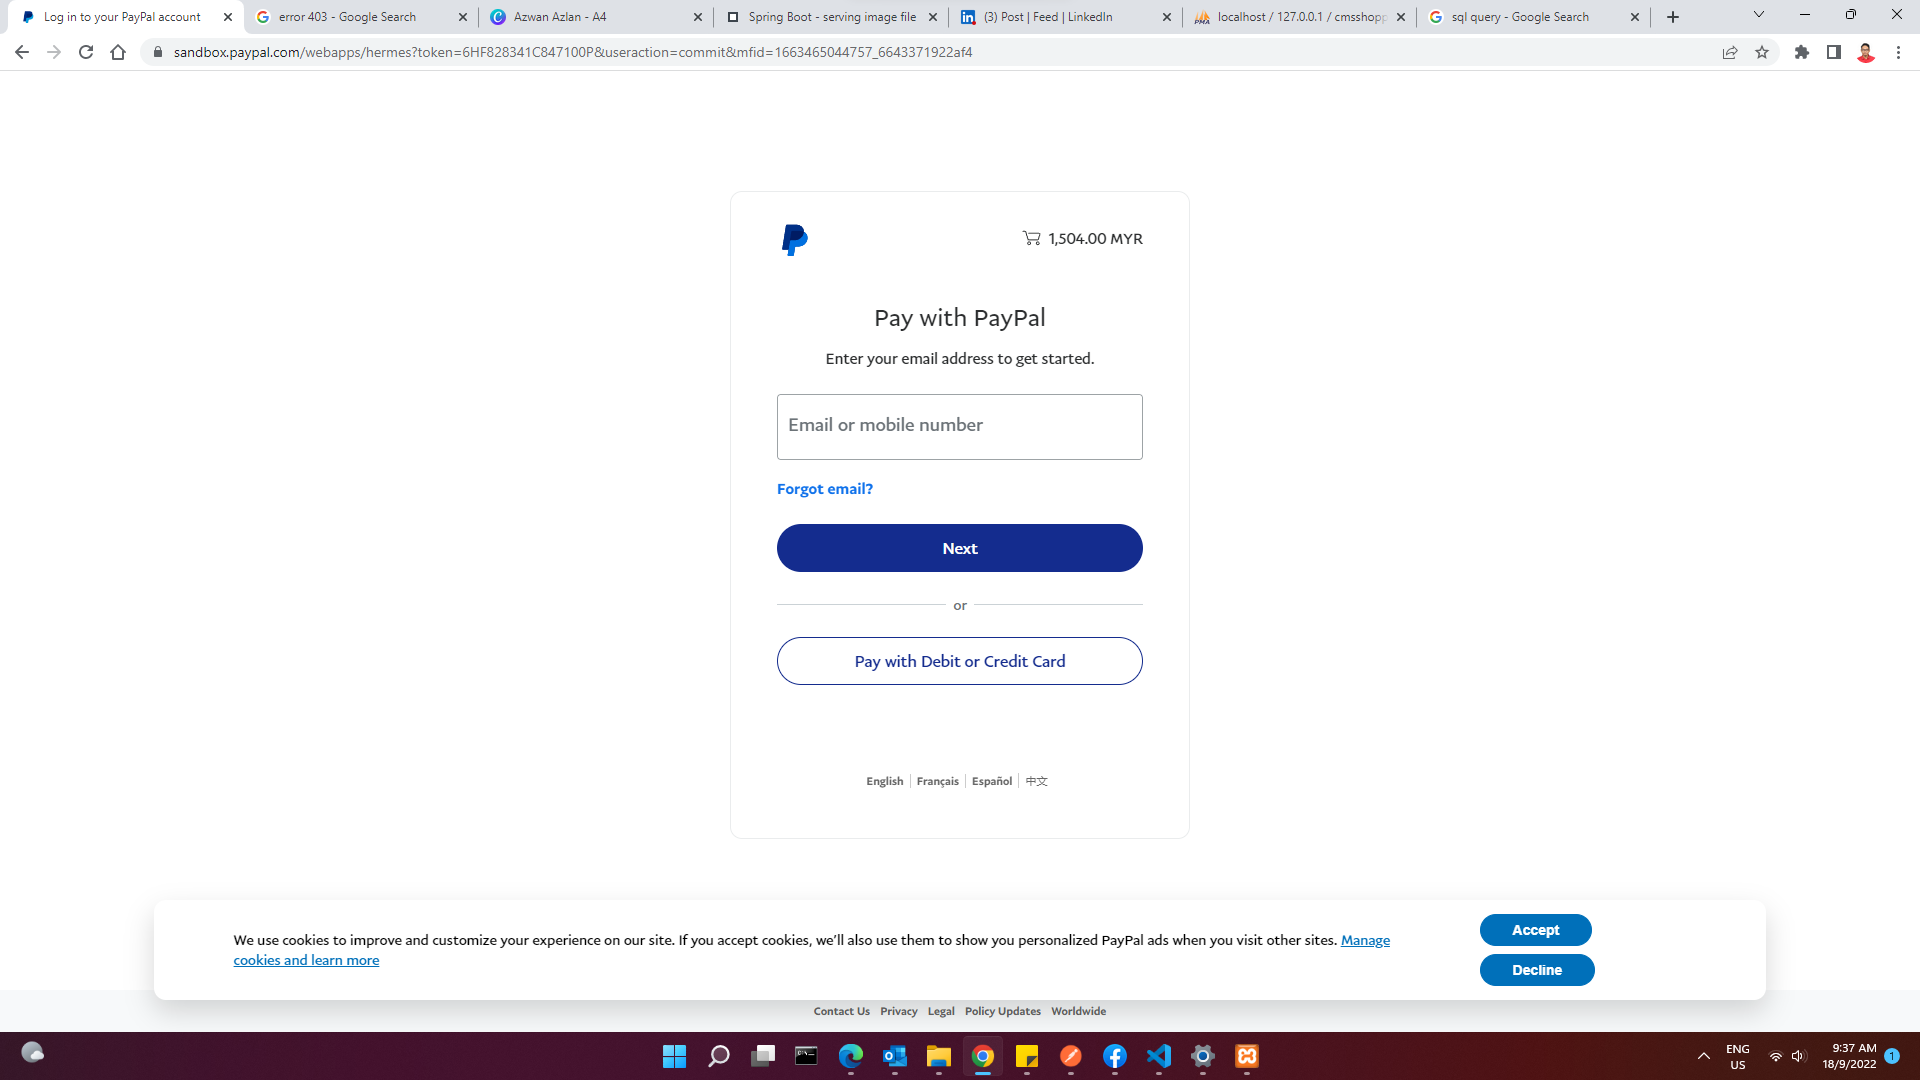 Log in to your PayPal account
error 403 - Google Search
Azwan Azlan - A4
Spring Boot - serving image file
(3) Post | Feed | LinkedIn
localhost / 127.0.0.1 / cmsshopp
sql query - Google Search
sandbox.paypal.com/webapps/hermes?token=6HF828341C847100P&useraction=commit&mfid=1663465044757_6643371922af4
1,504.00 MYR
Pay with PayPal
Enter your email address to get started.
Email or mobile number
Forgot email?
Next
or
Pay with Debit or Credit Card
English Français Español 中文
We use cookies to improve and customize your experience on our site. If you accept cookies, we'll also use them to show you personalized PayPal ads when you visit other sites. Manage
cookies and learn more
Accept
Decline
Contact Us Privacy Legal Policy Updates Worldwide
ENG
US
9:37 AM
18/9/2022
1